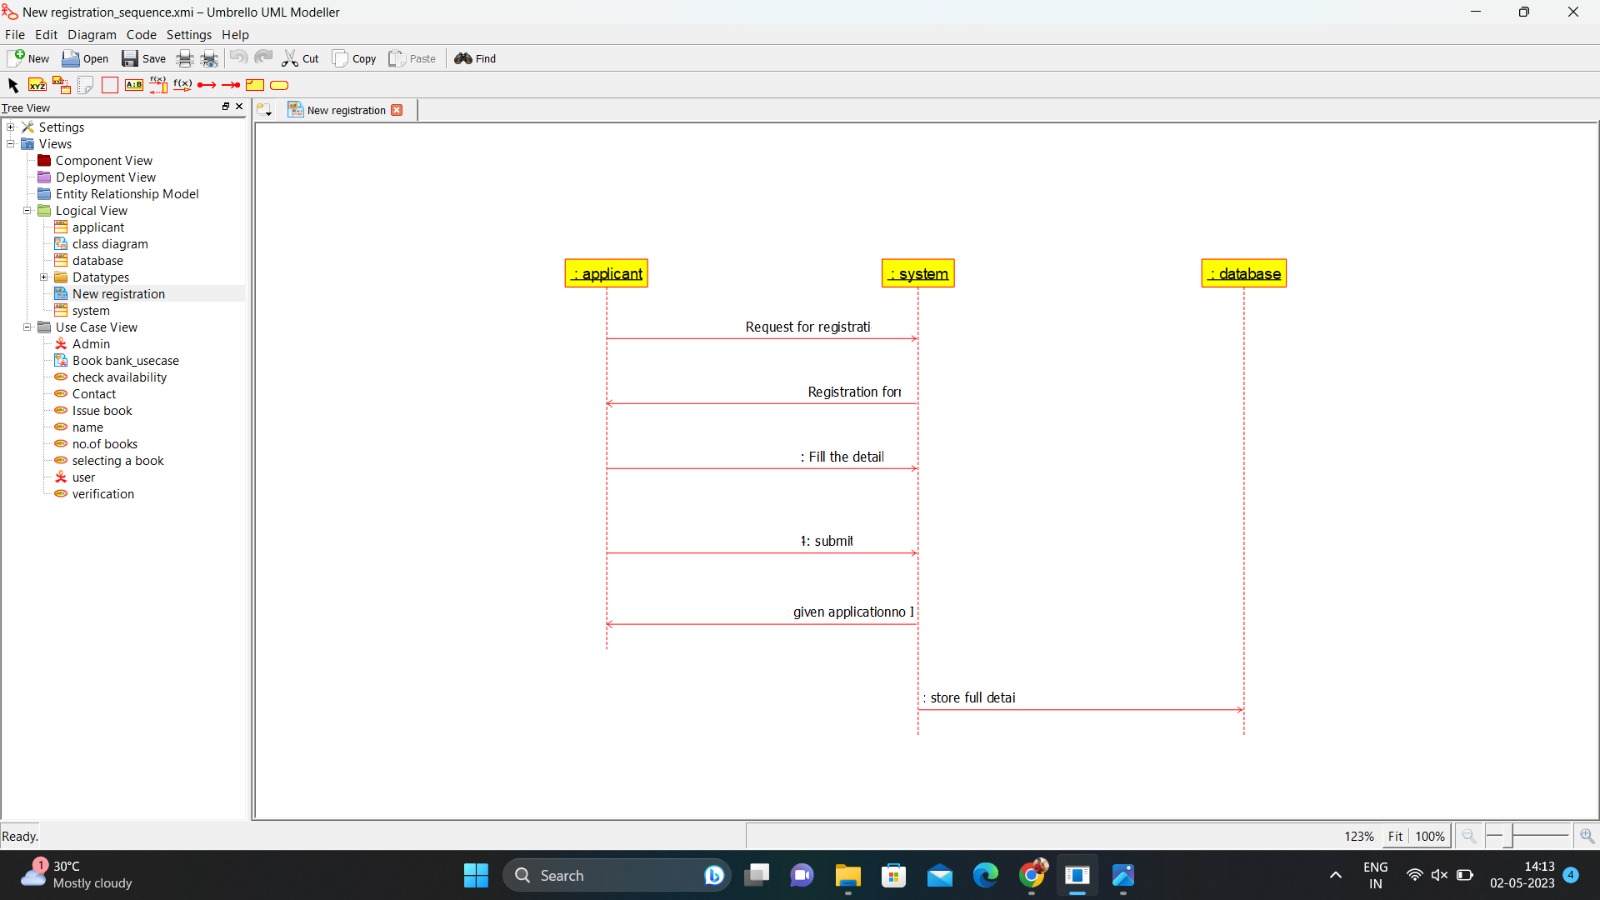 New registration_sequence.xmi – Umbrello UML Modeller
File Edit Diagram Code Settings Help
New Open Save Cut Copy Paste Find
XYZ A:B f(x) f(x)
Tree View
New registration
Settings
Views
Component View
Deployment View
Entity Relationship Model
Logical View
applicant
class diagram
database
Datatypes
New registration
system
Use Case View
Admin
Book bank_usecase
check availability
Contact
Issue book
name
no.of books
selecting a book
user
verification
: applicant : system : database
Request for registrati
Registration for
: Fill the detail
: submit
given applicationno
: store full detai
Ready. 123% Fit 100%
1 30°C
Mostly cloudy
Search
ENG
IN
14:13
02-05-2023
4